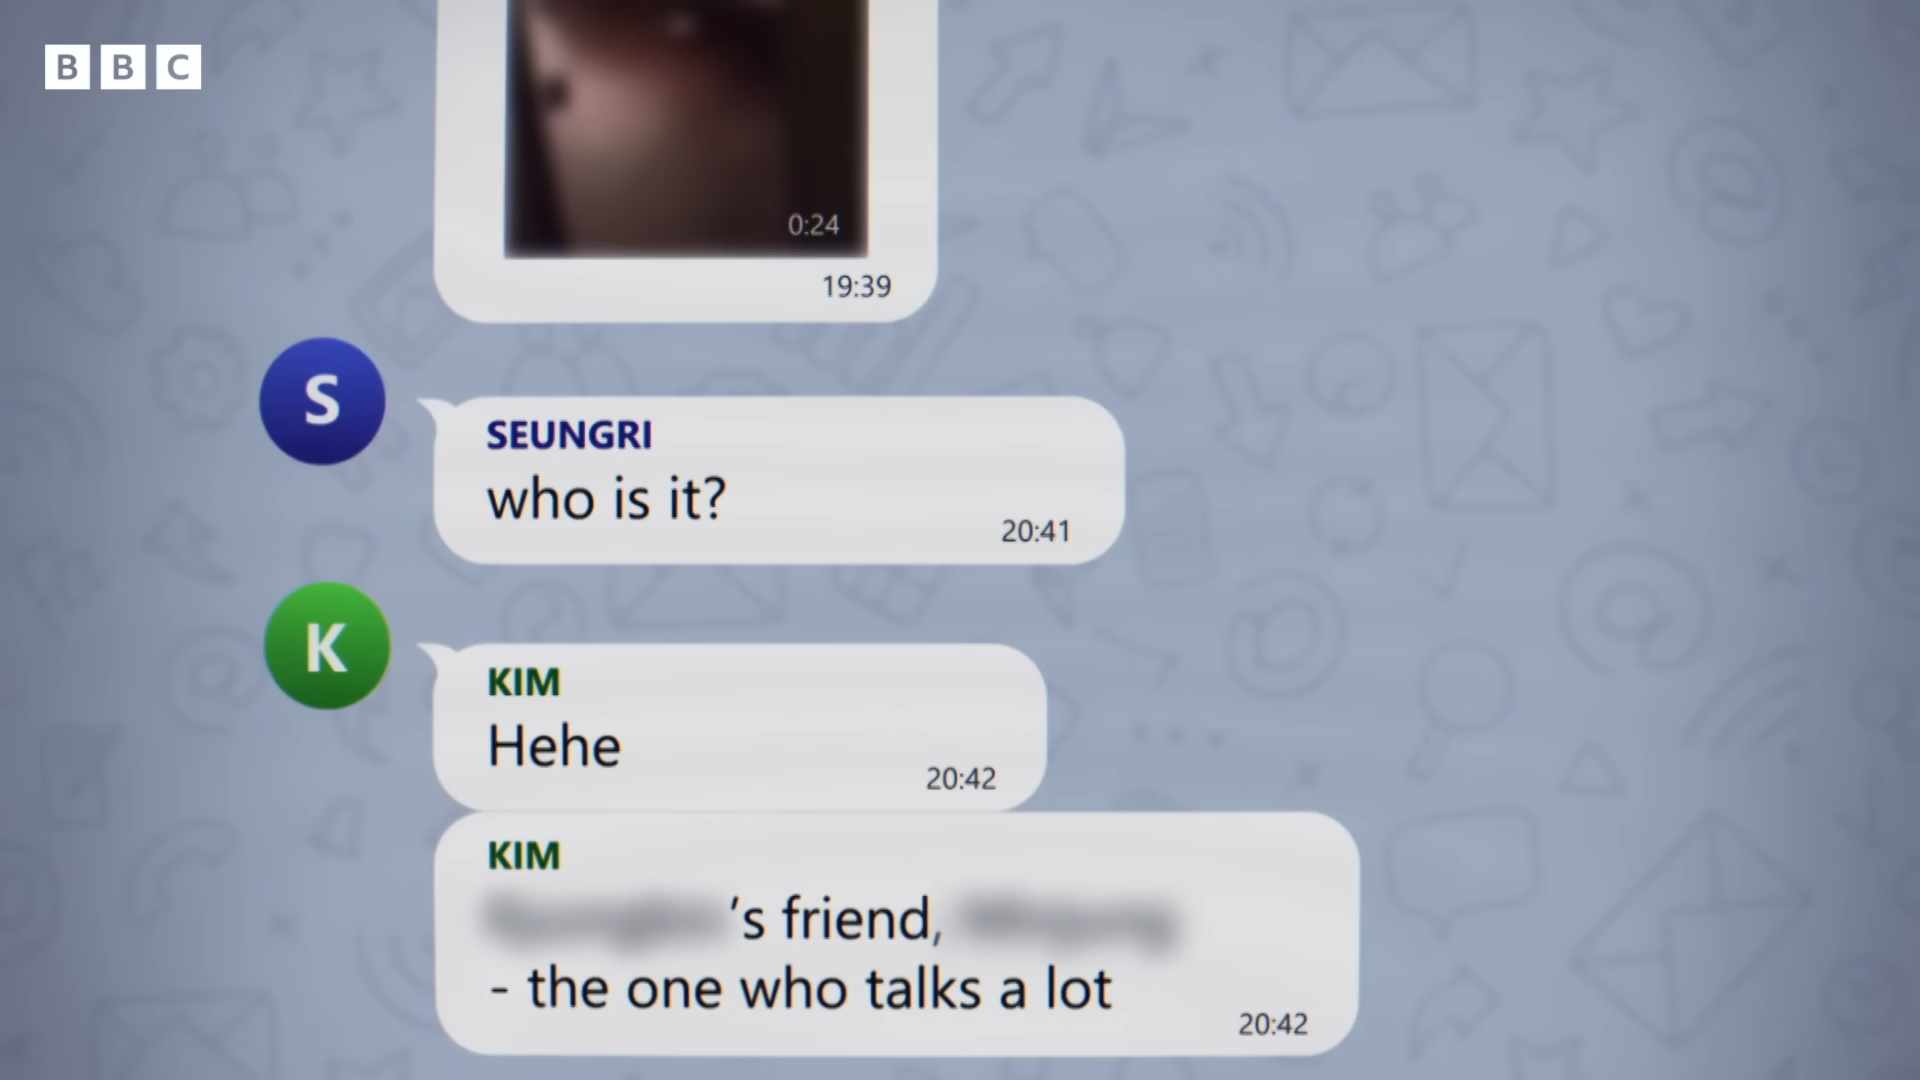 BBC
0:24
19:39
S
SEUNGRI
who is it?
20:41
K
KIM
Hehe
20:42
KIM
's friend,
- the one who talks a lot
20:42